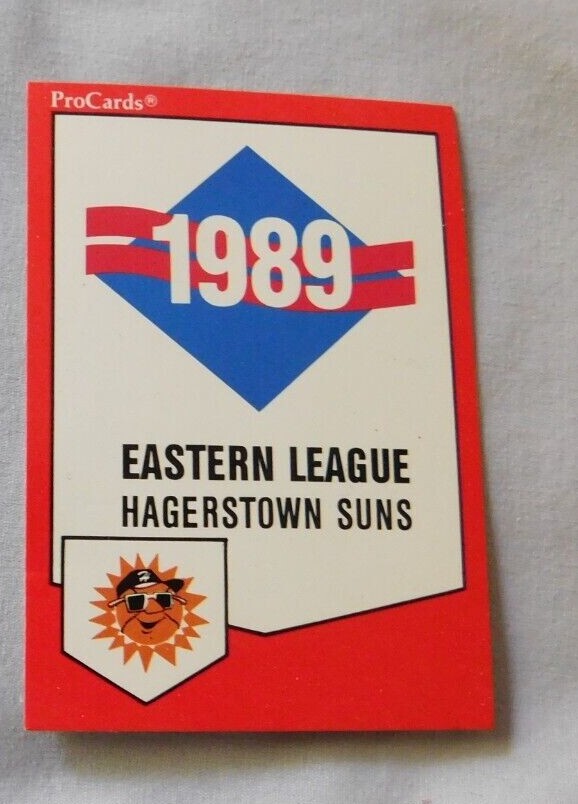 ProCards®
1989
EASTERN LEAGUE
HAGERSTOWN SUNS